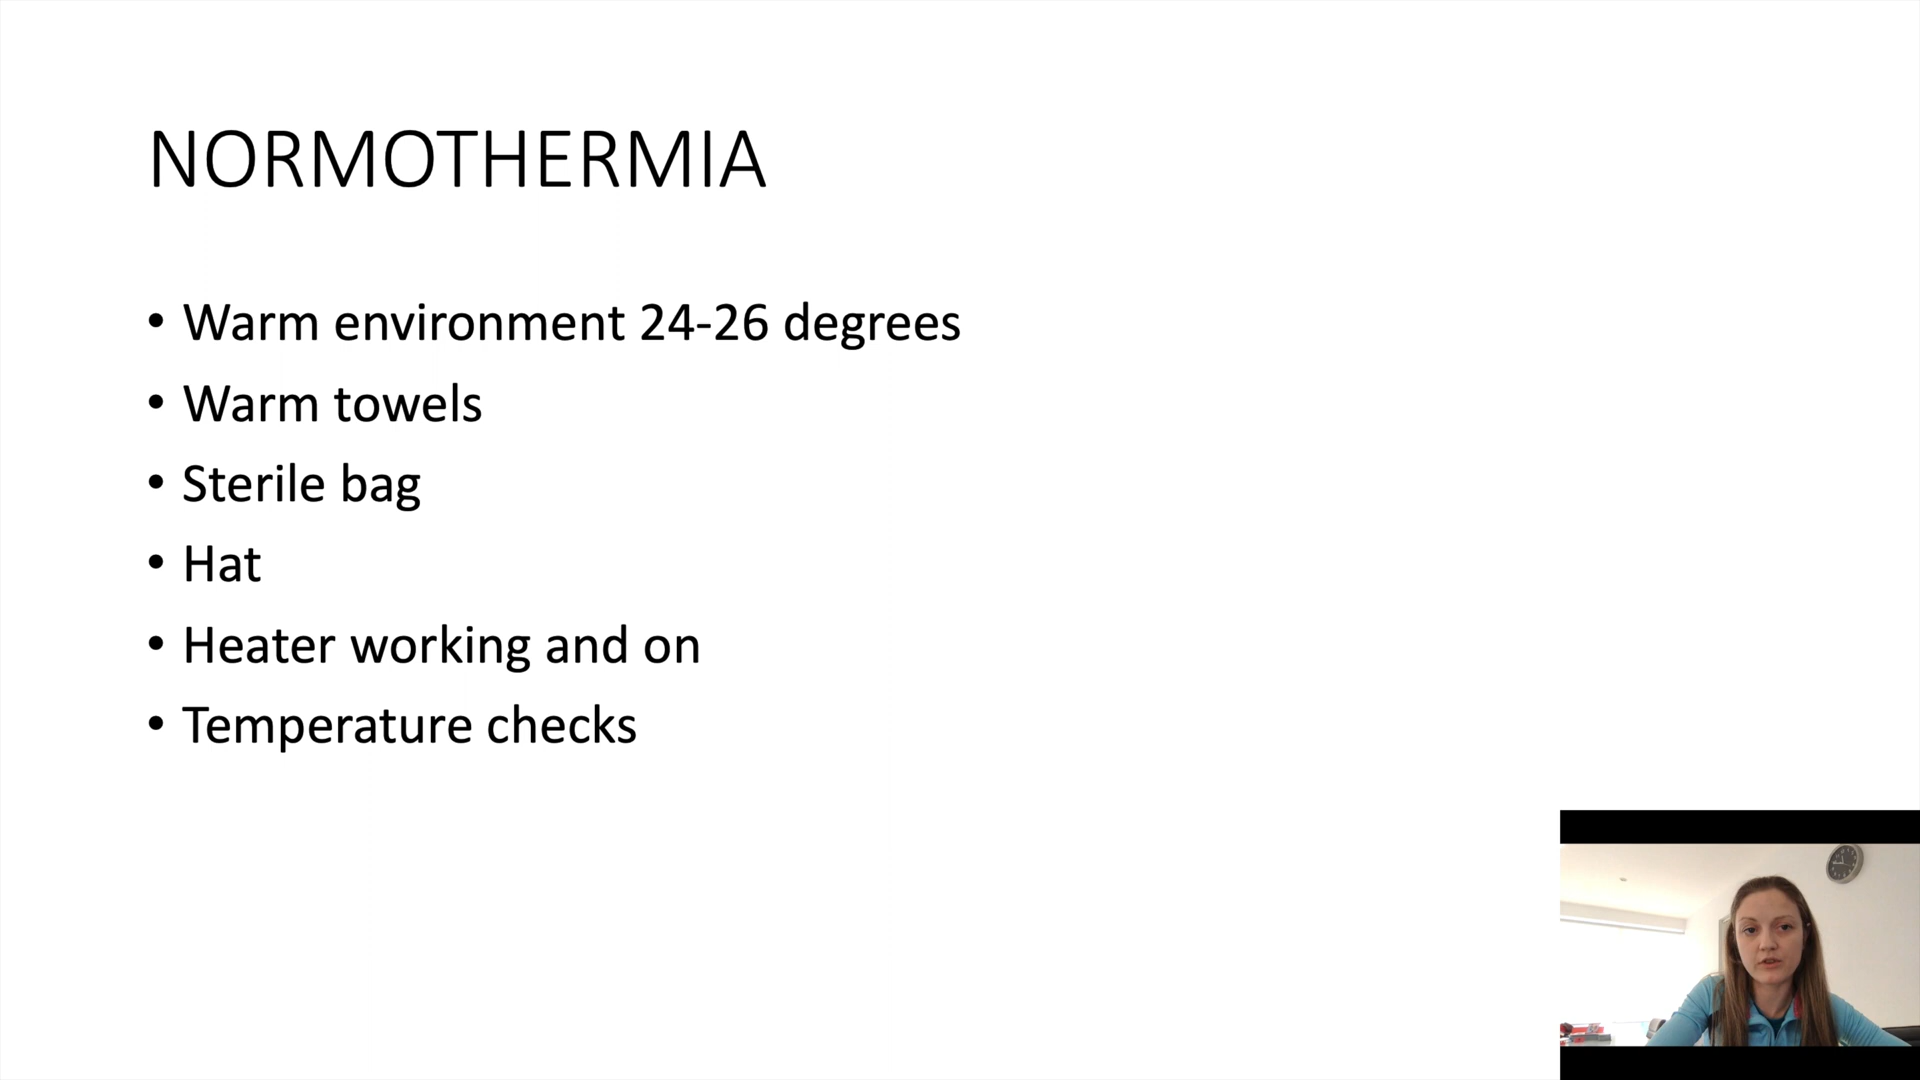 NORMOTHERMIA
• Warm environment 24-26 degrees
• Warm towels
• Sterile bag
• Hat
• Heater working and on
• Temperature checks